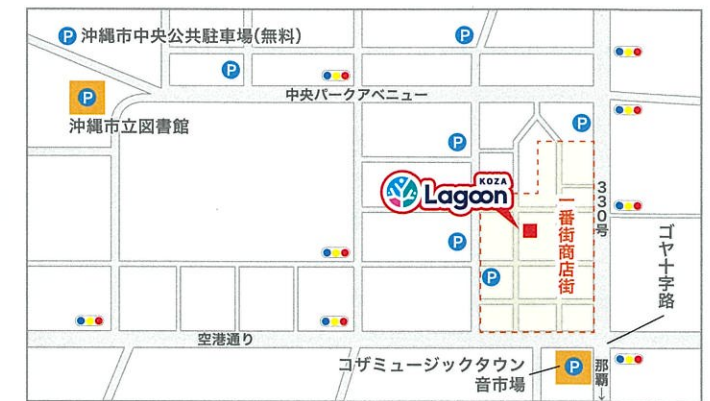 P 沖縄市中央公共駐車場(無料)
P
P
中央パークアベニュー
P
沖縄市立図書館
P
P
KOZA
Lagoon
一番街商店街
330号
ゴヤ十字路
P
P
空港通り
コザミュージックタウン
音市場
P
那覇→